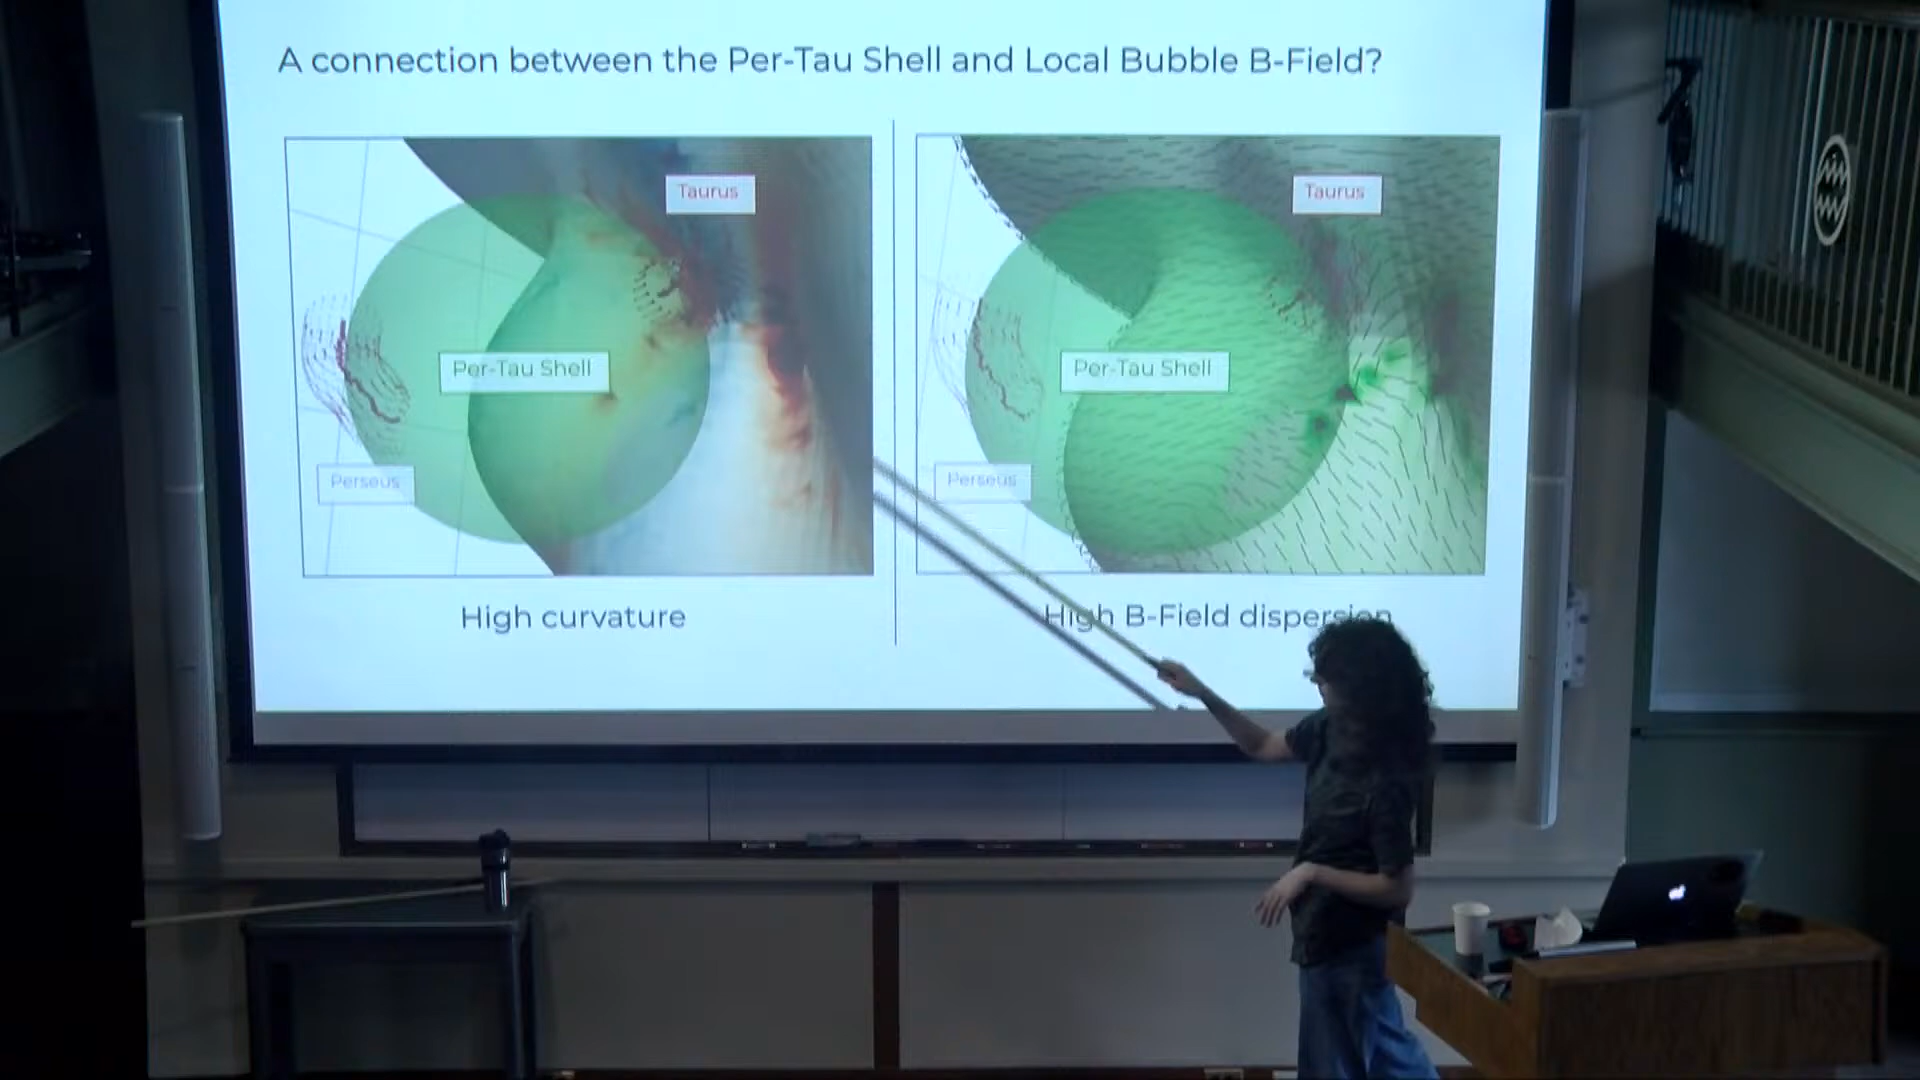 A connection between the Per-Tau Shell and Local Bubble B-Field?
Taurus
Per-Tau Shell
Perseus
High curvature
Taurus
Per-Tau Shell
Perseus
High B-Field dispersion